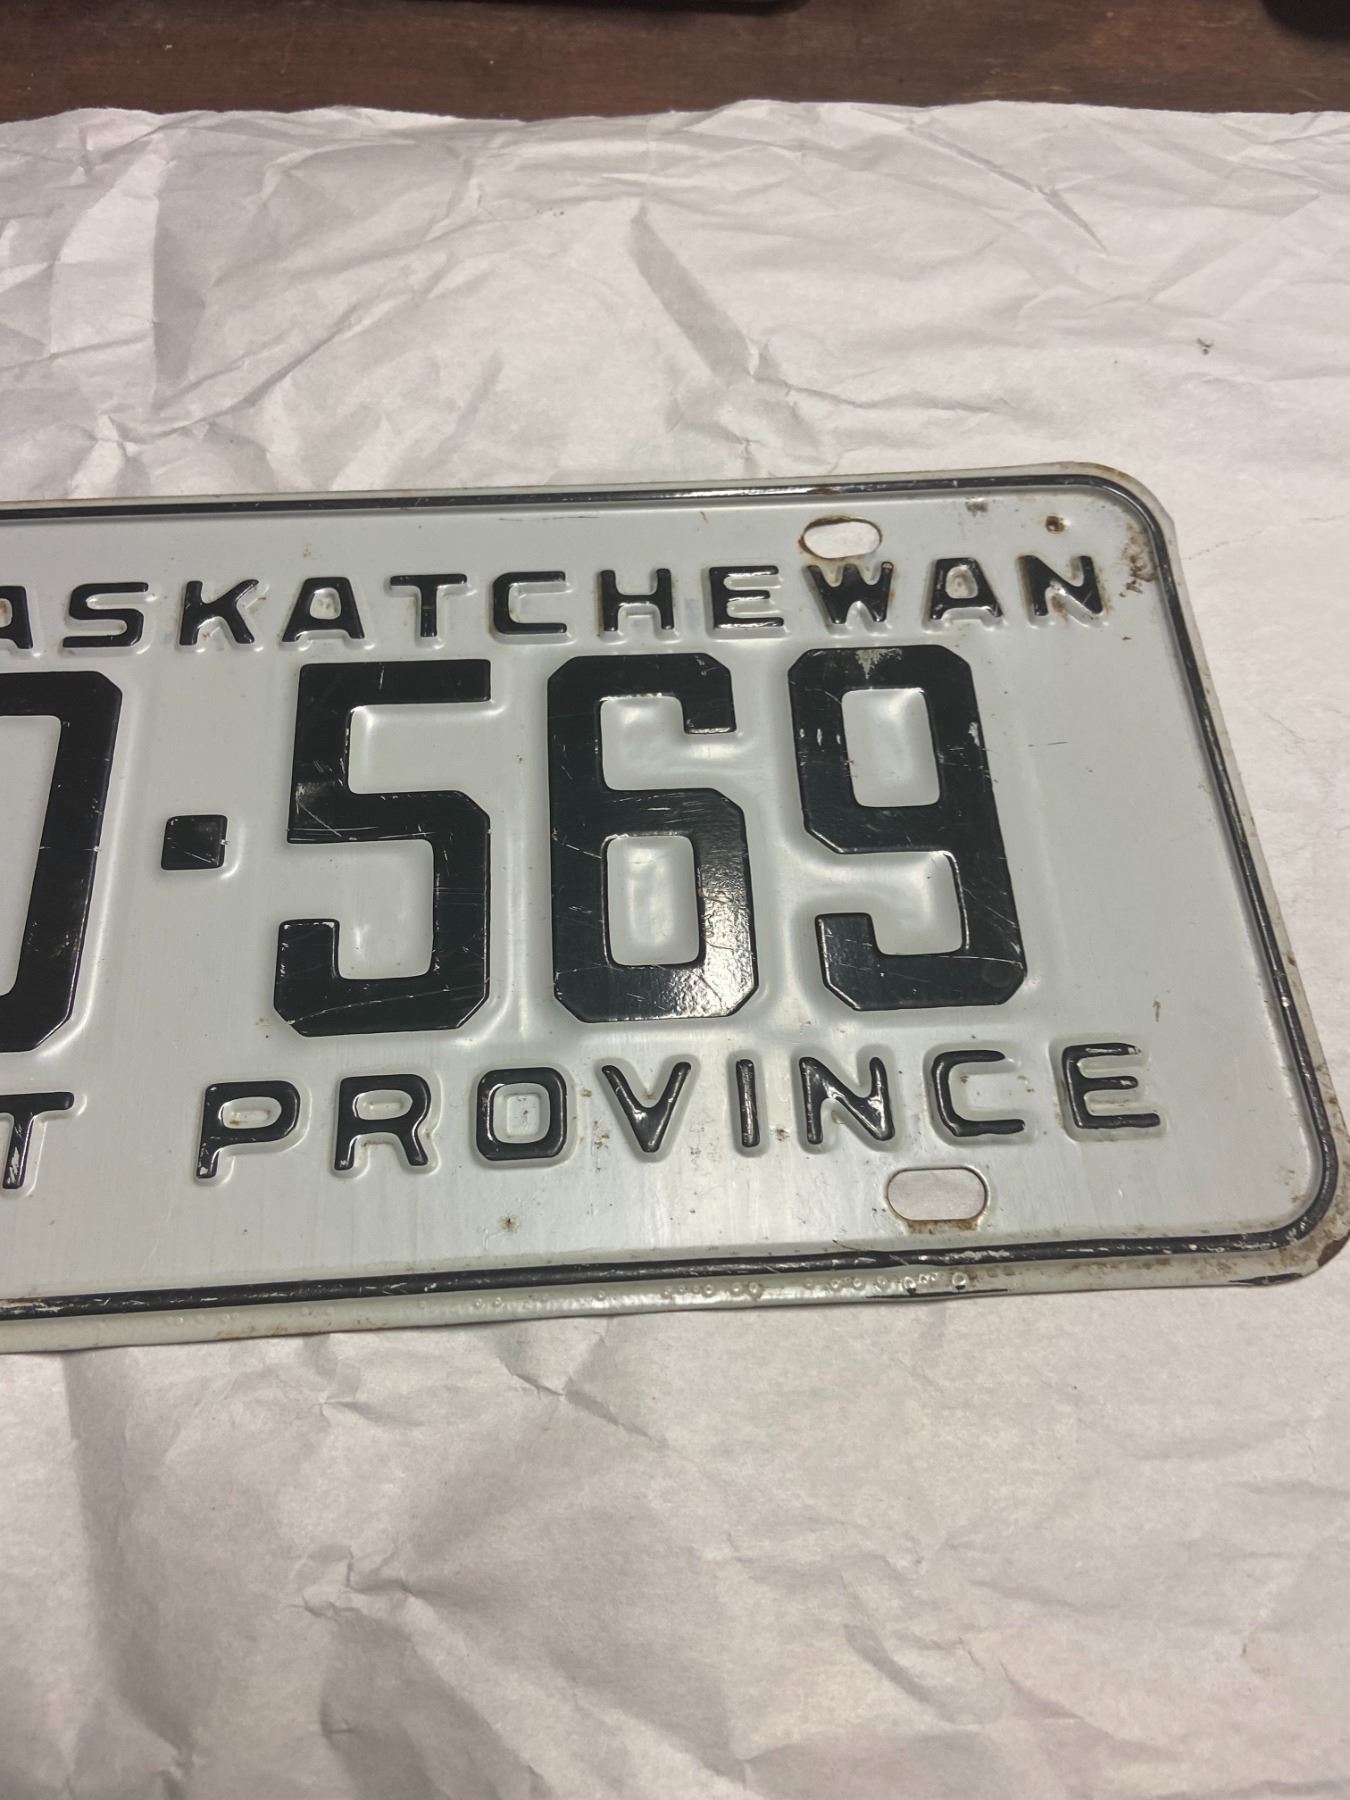 ASKATCHEWAN
0·569
T PROVINCE